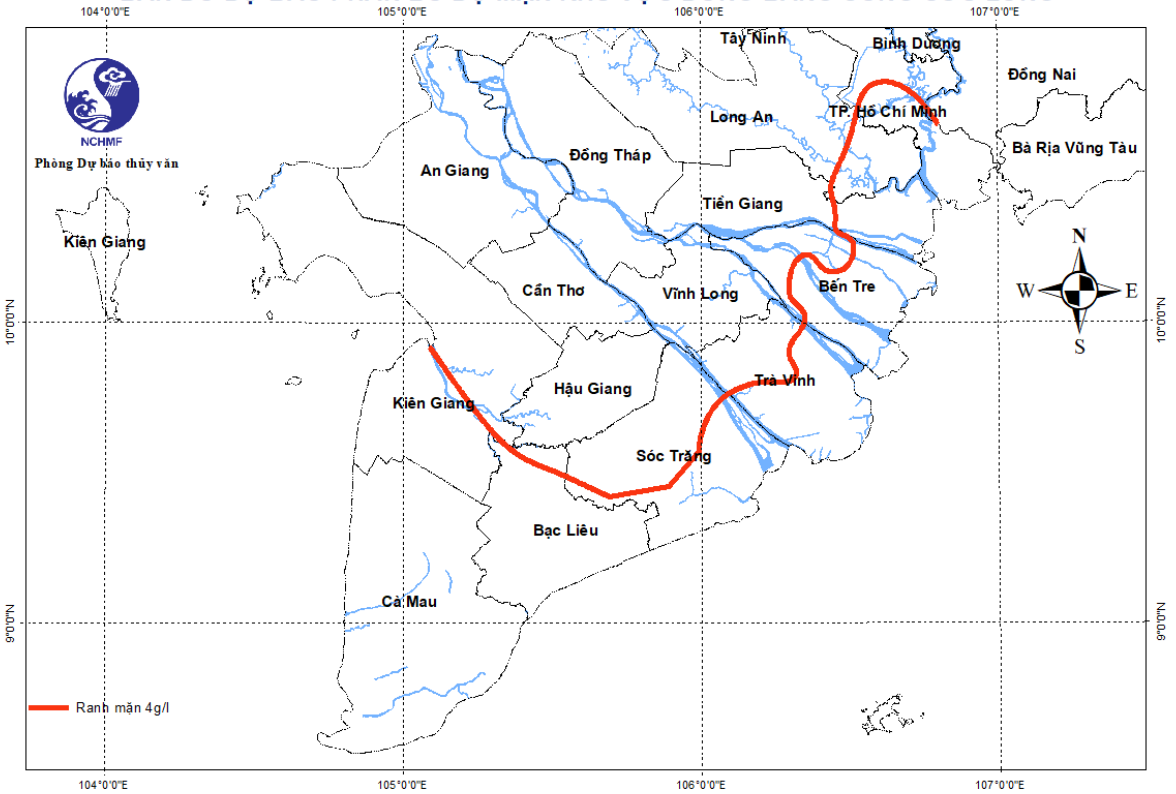 104°0'0"E
105°0'0"E
106°0'0"E
107°0'0"E
Tây Ninh
Bình Dương
Đồng Nai
NCHMF
Phòng Dự báo thủy văn
Long An
TP. Hồ Chí Minh
Bà Rịa Vũng Tàu
An Giang
Đồng Tháp
Tiền Giang
Kiên Giang
N
W
E
S
Cần Thơ
Vĩnh Long
Bến Tre
10°0'0"N
10°0'0"N
Hậu Giang
Trà Vinh
Kiên Giang
Sóc Trăng
Bạc Liêu
Cà Mau
9°0'0"N
9°0'0"N
Ranh mặn 4g/l
104°0'0"E
105°0'0"E
106°0'0"E
107°0'0"E